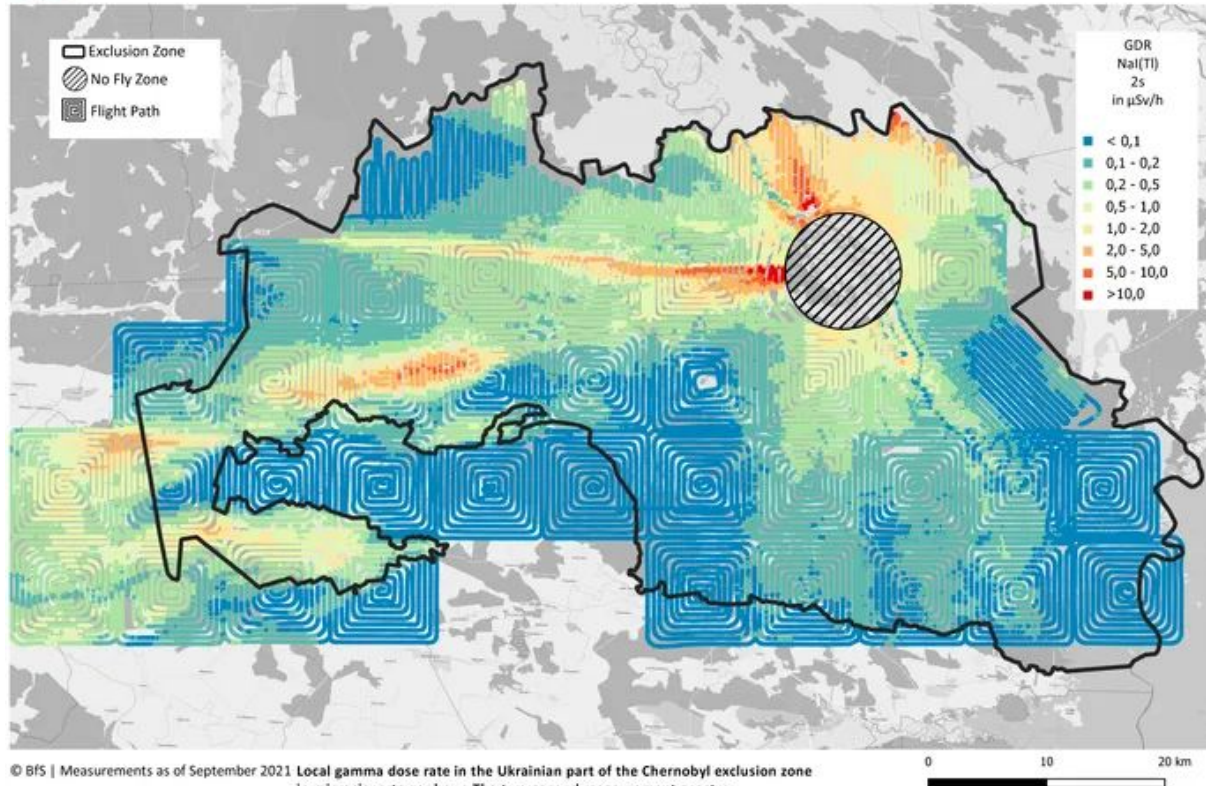 Exclusion Zone
No Fly Zone
Flight Path
GDR
NaI(Tl)
2s
in µSv/h
< 0,1
0,1 - 0,2
0,2 - 0,5
0,5 - 1,0
1,0 - 2,0
2,0 - 5,0
5,0 - 10,0
>10,0
© BfS | Measurements as of September 2021 Local gamma dose rate in the Ukrainian part of the Chernobyl exclusion zone
0 10 20 km